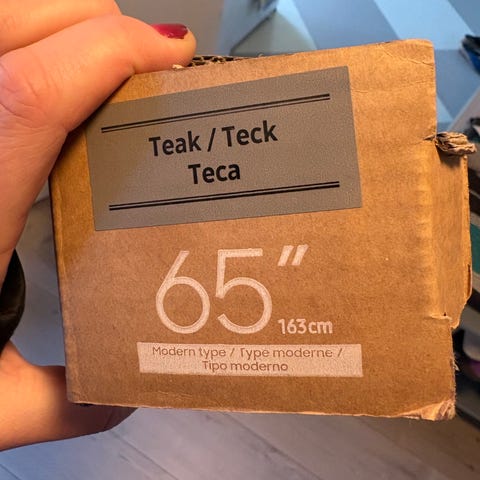 Teak / Teck
Teca
65"
163cm
Modern type / Type moderne /
Tipo moderno